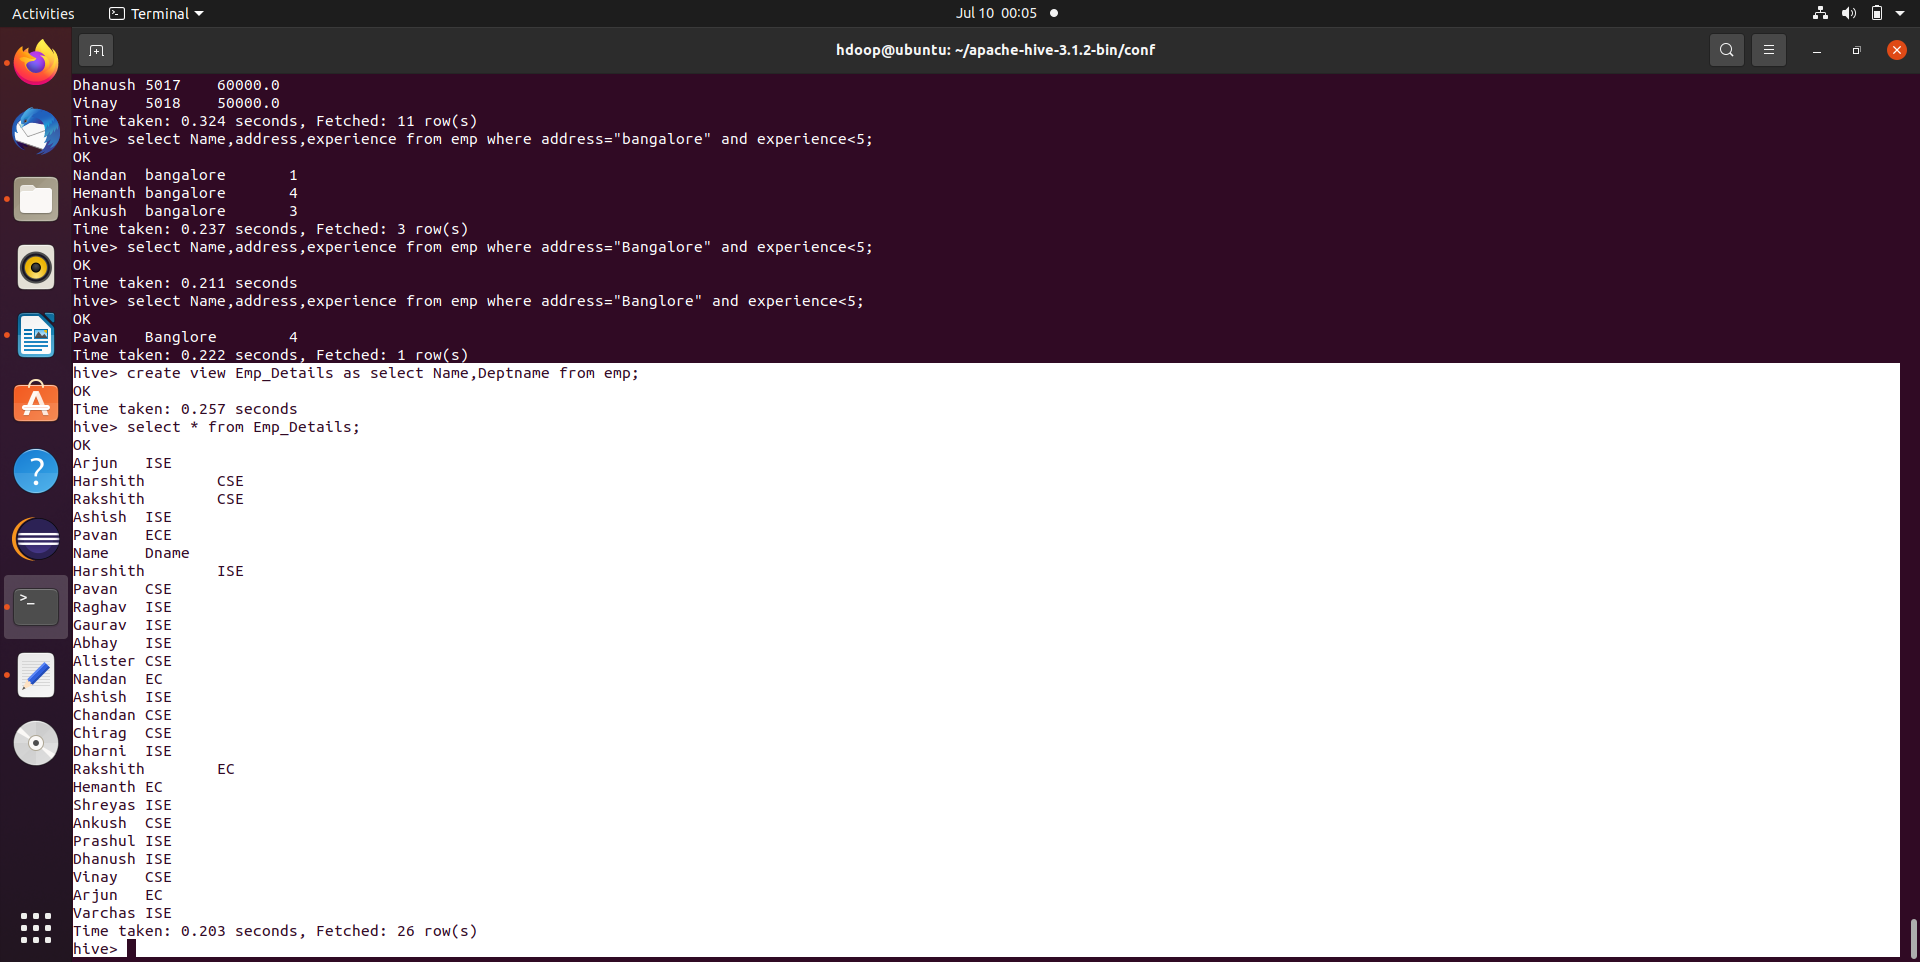 Activities Terminal Jul 10 00:05
hdoop@ubuntu: ~/apache-hive-3.1.2-bin/conf
Dhanush 5017 60000.0
Vinay 5018 50000.0
Time taken: 0.324 seconds, Fetched: 11 row(s)
hive> select Name,address,experience from emp where address="bangalore" and experience<5;
OK
Nandan bangalore 1
Hemanth bangalore 4
Ankush bangalore 3
Time taken: 0.237 seconds, Fetched: 3 row(s)
hive> select Name,address,experience from emp where address="Bangalore" and experience<5;
OK
Time taken: 0.211 seconds
hive> select Name,address,experience from emp where address="Banglore" and experience<5;
OK
Pavan Banglore 4
Time taken: 0.222 seconds, Fetched: 1 row(s)
hive> create view Emp_Details as select Name,Deptname from emp;
OK
Time taken: 0.257 seconds
hive> select * from Emp_Details;
OK
Arjun ISE
Harshith CSE
Rakshith CSE
Ashish ISE
Pavan ECE
Name Dname
Harshith ISE
Pavan CSE
Raghav ISE
Gaurav ISE
Abhay ISE
Alister CSE
Nandan EC
Ashish ISE
Chandan CSE
Chirag CSE
Dharni ISE
Rakshith EC
Hemanth EC
Shreyas ISE
Ankush CSE
Prashul ISE
Dhanush ISE
Vinay CSE
Arjun EC
Varchas ISE
Time taken: 0.203 seconds, Fetched: 26 row(s)
hive>